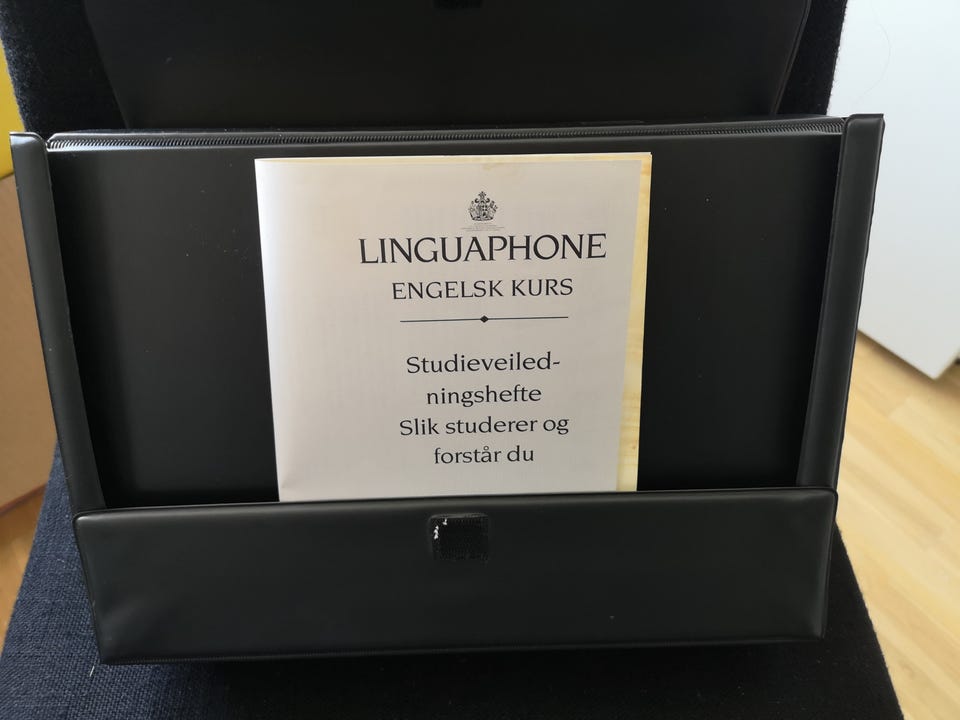 LINGUAPHONE
ENGELSK KURS
Studieveiled-
ningshefte
Slik studerer og
forstår du